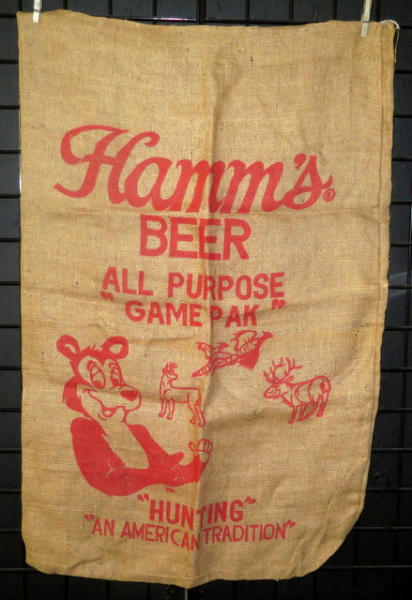 Hamm's®
BEER
ALL PURPOSE
"GAME PAK"
"HUNTING"
"AN AMERICAN TRADITION"